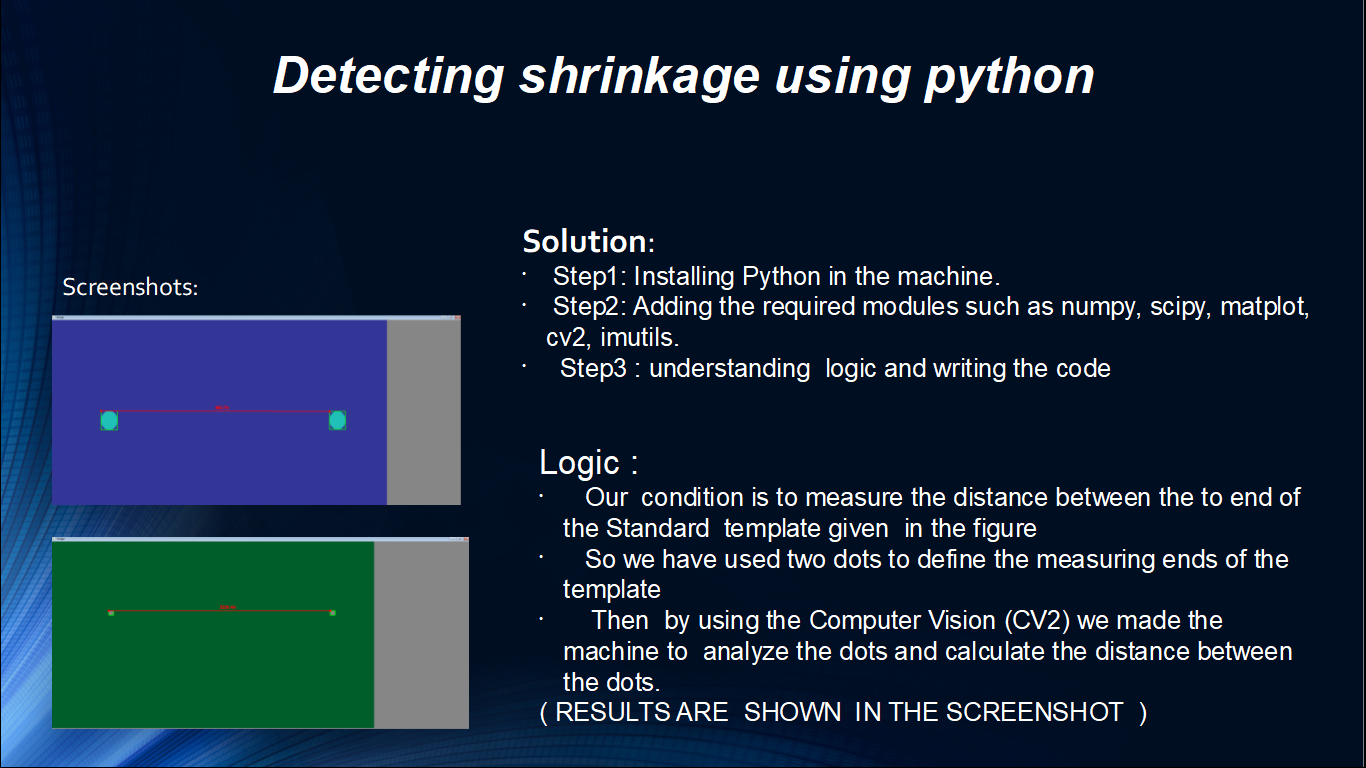 Detecting shrinkage using python
Screenshots:
Solution:
· Step1: Installing Python in the machine.
· Step2: Adding the required modules such as numpy, scipy, matplot,
cv2, imutils.
· Step3 : understanding logic and writing the code
Logic :
· Our condition is to measure the distance between the to end of
the Standard template given in the figure
· So we have used two dots to define the measuring ends of the
template
· Then by using the Computer Vision (CV2) we made the
machine to analyze the dots and calculate the distance between
the dots.
( RESULTS ARE SHOWN IN THE SCREENSHOT )